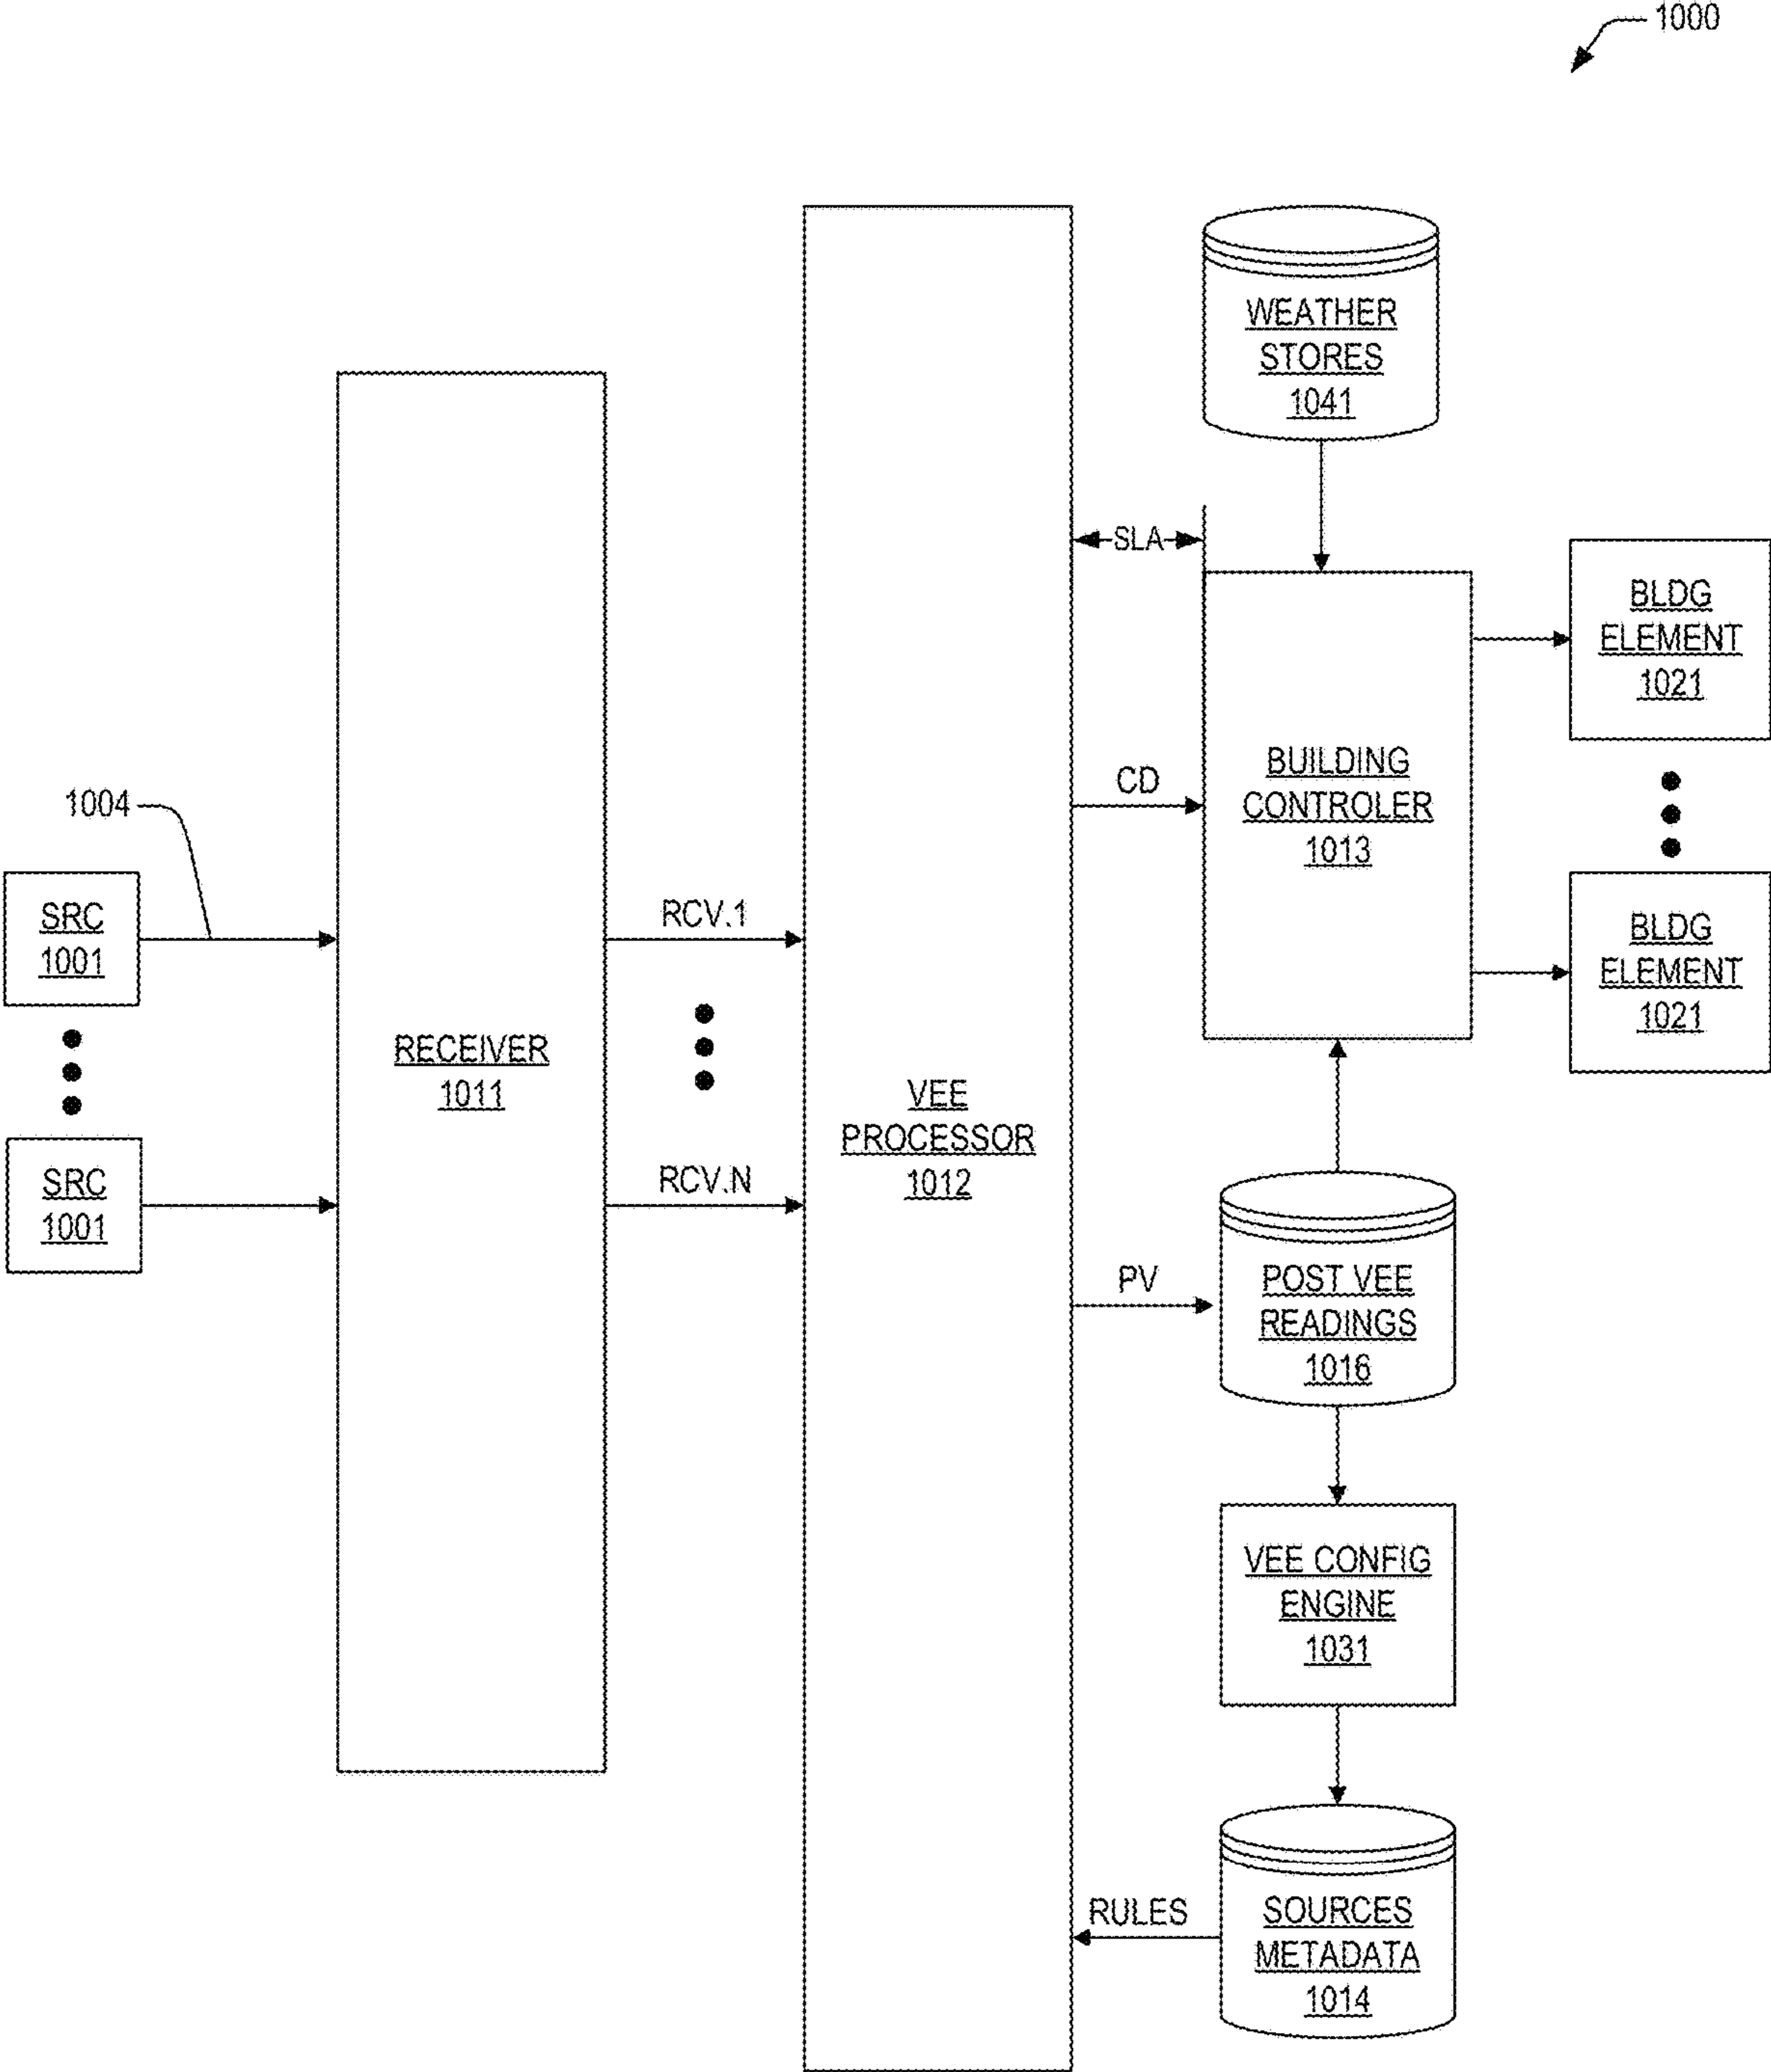 1000
WEATHER
STORES
1041
SLA
BLDG
ELEMENT
1021
BUILDING
CONTROLER
1013
CD
1004
SRC
1001
RCV.1
BLDG
ELEMENT
1021
RECEIVER
1011
VEE
PROCESSOR
1012
SRC
1001
RCV.N
PV
POST VEE
READINGS
1016
VEE CONFIG
ENGINE
1031
RULES
SOURCES
METADATA
1014